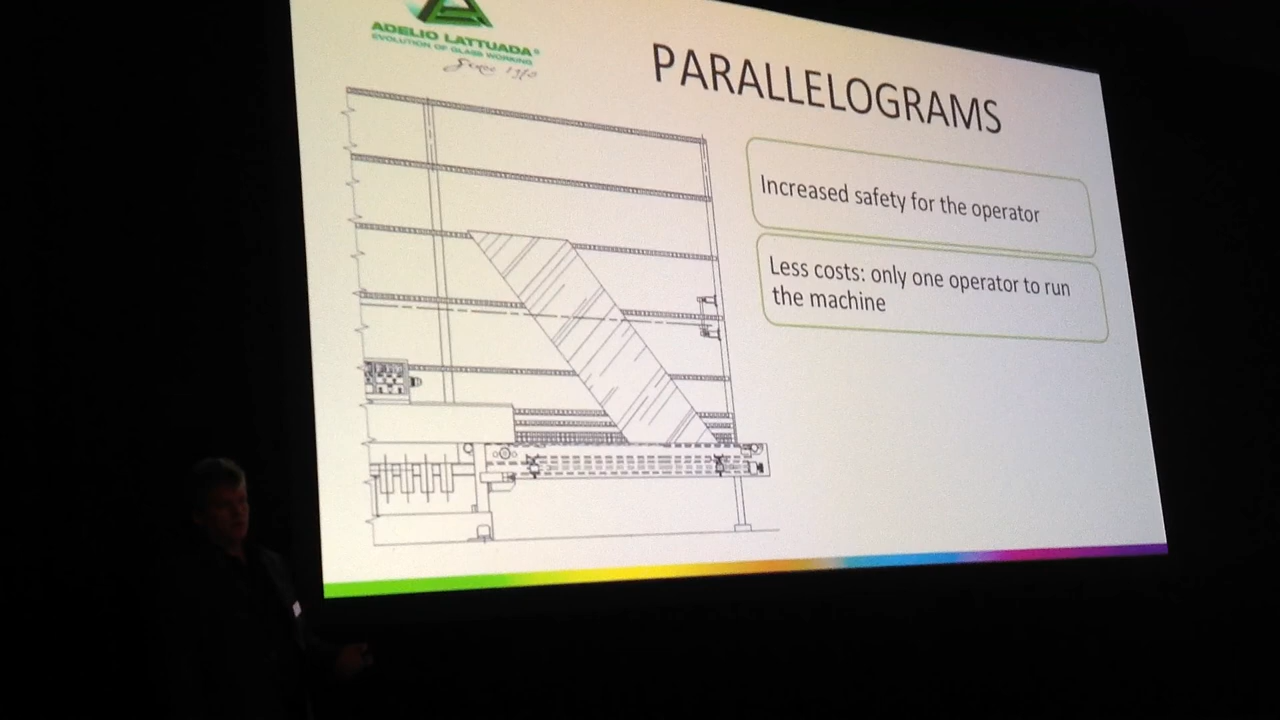 ADELIO LATTUADA®
EVOLUTION OF GLASS WORKING
Since
PARALLELOGRAMS
Increased safety for the operator
Less costs: only one operator to run
the machine